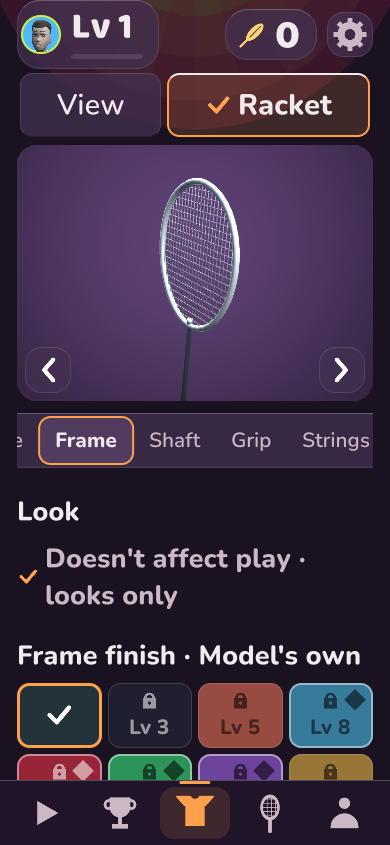 Lv 1
0
View
Racket
e
Frame
Shaft
Grip
Strings
Look
Doesn't affect play ·
looks only
Frame finish · Model's own
Lv 3
Lv 5
Lv 8